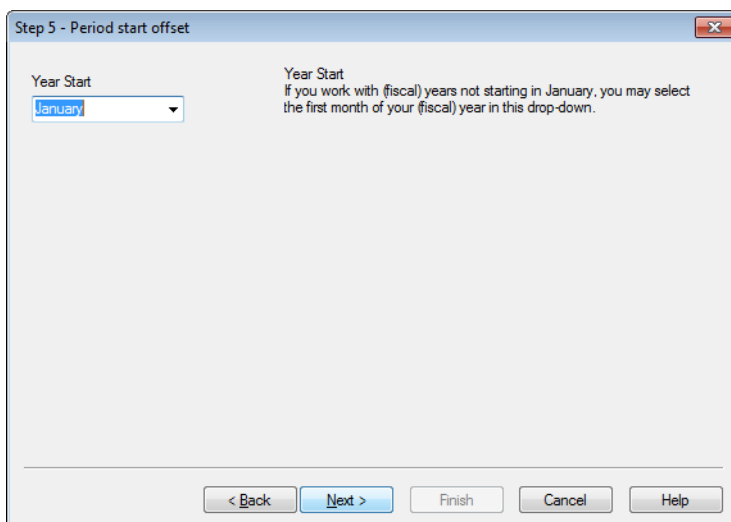 Step 5 - Period start offset
Year Start
January
Year Start
If you work with (fiscal) years not starting in January, you may select
the first month of your (fiscal) year in this drop-down.
< Back
Next >
Finish
Cancel
Help